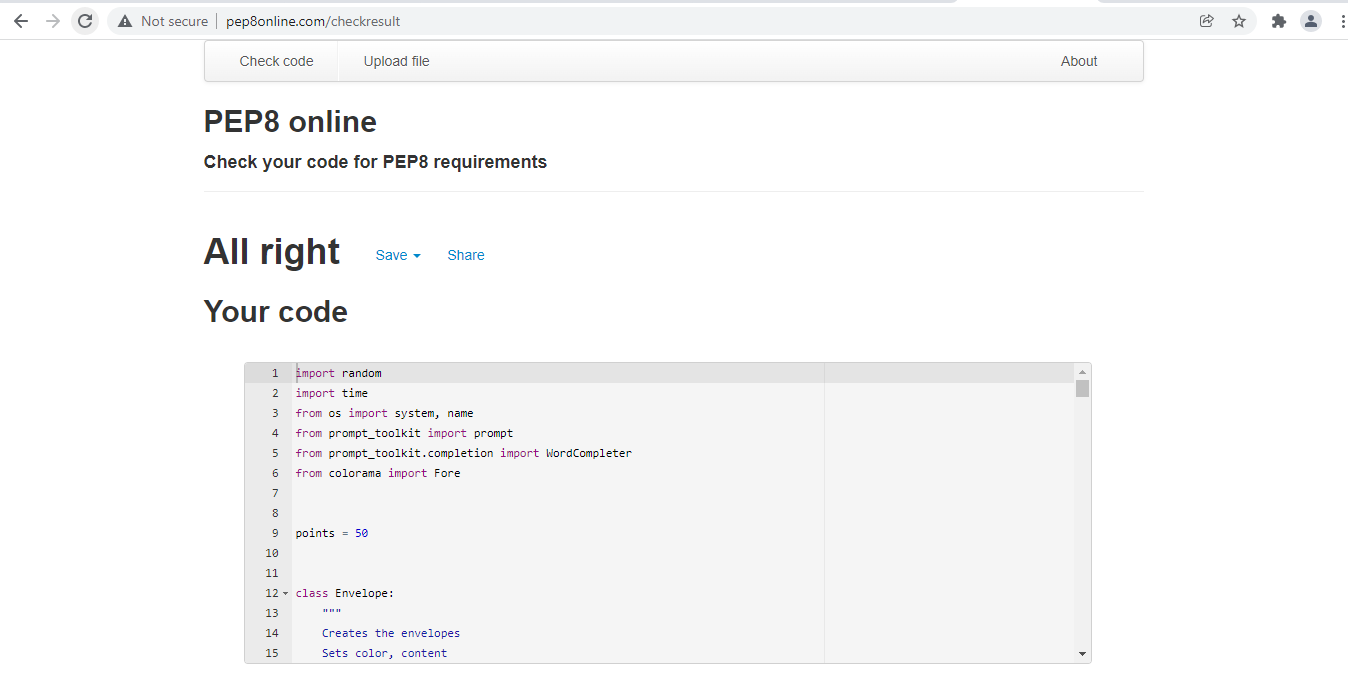 Not secure pep8online.com/checkresult
Check code Upload file About
PEP8 online
Check your code for PEP8 requirements
All right Save Share
Your code
1 import random
2 import time
3 from os import system, name
4 from prompt_toolkit import prompt
5 from prompt_toolkit.completion import WordCompleter
6 from colorama import Fore
7
8
9 points = 50
10
11
12 class Envelope:
13 """
14 Creates the envelopes
15 Sets color, content